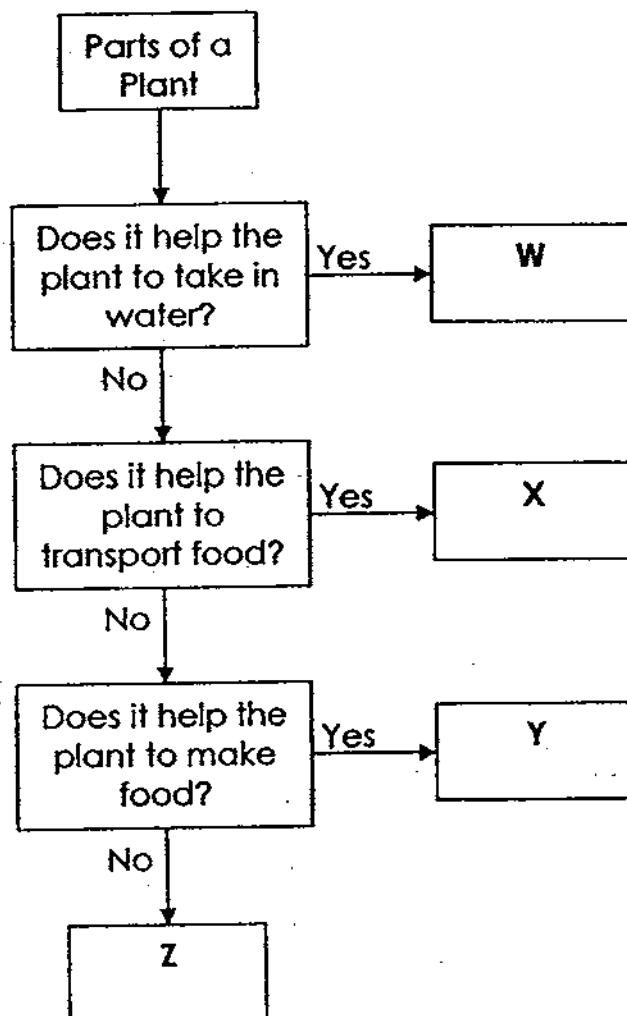 Parts of a
Plant
Does it help the
plant to take in
water?
Yes
W
No
Does it help the
plant to
transport food?
Yes
X
No
Does it help the
plant to make
food?
Yes
Y
No
Z